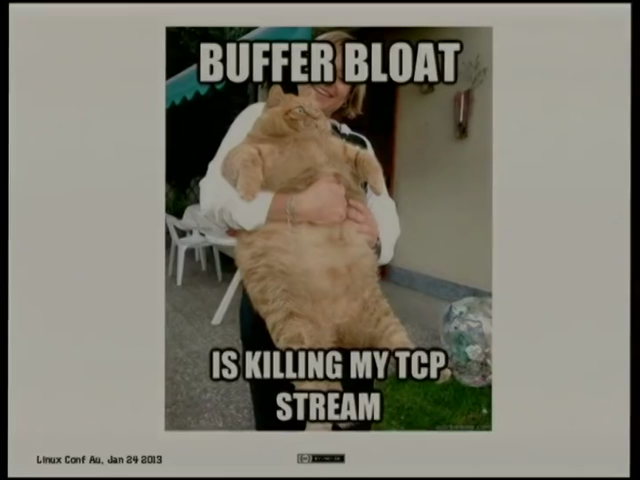 BUFFER BLOAT
IS KILLING MY TCP
STREAM
Linux Conf Au, Jan 24 2013